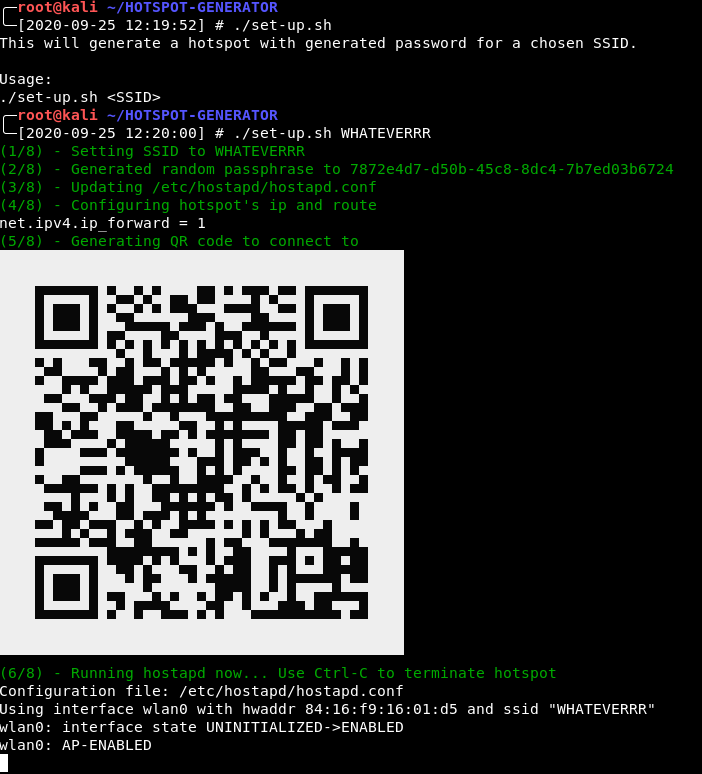 root@kali ~/HOTSPOT-GENERATOR
[2020-09-25 12:19:52] # ./set-up.sh
This will generate a hotspot with generated password for a chosen SSID.
Usage:
./set-up.sh <SSID>
root@kali ~/HOTSPOT-GENERATOR
[2020-09-25 12:20:00] # ./set-up.sh WHATEVERRR
(1/8) - Setting SSID to WHATEVERRR
(2/8) - Generated random passphrase to 7872e4d7-d50b-45c8-8dc4-7b7ed03b6724
(3/8) - Updating /etc/hostapd/hostapd.conf
(4/8) - Configuring hotspot's ip and route
net.ipv4.ip_forward = 1
(5/8) - Generating QR code to connect to
(6/8) - Running hostapd now... Use Ctrl-C to terminate hotspot
Configuration file: /etc/hostapd/hostapd.conf
Using interface wlan0 with hwaddr 84:16:f9:16:01:d5 and ssid "WHATEVERRR"
wlan0: interface state UNINITIALIZED->ENABLED
wlan0: AP-ENABLED